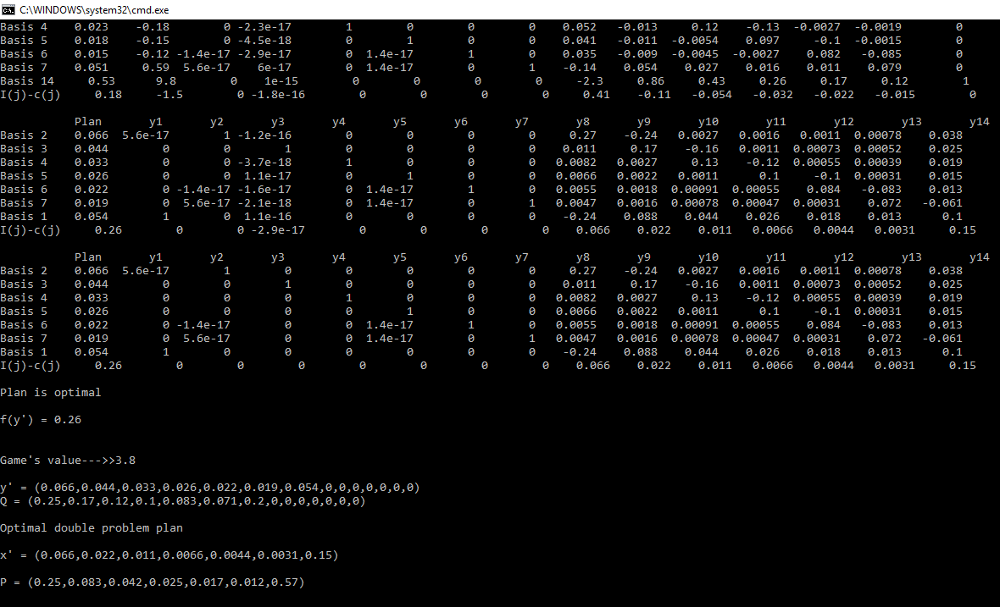 C:\WINDOWS\system32\cmd.exe
Basis 4 0.023 -0.18 0 -2.3e-17 1 0 0 0 0.052 -0.013 0.12 -0.13 -0.0027 -0.0019 0
Basis 5 0.018 -0.15 0 -4.5e-18 0 1 0 0 0.041 -0.011 -0.0054 0.097 -0.1 -0.0015 0
Basis 6 0.015 -0.12 -1.4e-17 -2.9e-17 0 1.4e-17 1 0 0.035 -0.009 -0.0045 -0.0027 0.082 -0.085 0
Basis 7 0.051 0.59 5.6e-17 6e-17 0 1.4e-17 0 1 -0.14 0.054 0.027 0.016 0.011 0.079 0
Basis 14 0.53 9.8 0 1e-15 0 0 0 0 -2.3 0.86 0.43 0.26 0.17 0.12 1
I(j)-c(j) 0.18 -1.5 0 -1.8e-16 0 0 0 0 0.41 -0.11 -0.054 -0.032 -0.022 -0.015 0
Plan y1 y2 y3 y4 y5 y6 y7 y8 y9 y10 y11 y12 y13 y14
Basis 2 0.066 5.6e-17 1 -1.2e-16 0 0 0 0 0.27 -0.24 0.0027 0.0016 0.0011 0.00078 0.038
Basis 3 0.044 0 0 1 0 0 0 0 0.011 0.17 -0.16 0.0011 0.00073 0.00052 0.025
Basis 4 0.033 0 0 -3.7e-18 1 0 0 0 0.0082 0.0027 0.13 -0.12 0.00055 0.00039 0.019
Basis 5 0.026 0 0 1.1e-17 0 1 0 0 0.0066 0.0022 0.0011 0.1 -0.1 0.00031 0.015
Basis 6 0.022 0 -1.4e-17 -1.6e-17 0 1.4e-17 1 0 0.0055 0.0018 0.00091 0.00055 0.084 -0.083 0.013
Basis 7 0.019 0 5.6e-17 -2.1e-18 0 1.4e-17 0 1 0.0047 0.0016 0.00078 0.00047 0.00031 0.072 -0.061
Basis 1 0.054 1 0 1.1e-16 0 0 0 0 -0.24 0.088 0.044 0.026 0.018 0.013 0.1
I(j)-c(j) 0.26 0 0 -2.9e-17 0 0 0 0 0.066 0.022 0.011 0.0066 0.0044 0.0031 0.15
Plan y1 y2 y3 y4 y5 y6 y7 y8 y9 y10 y11 y12 y13 y14
Basis 2 0.066 5.6e-17 1 0 0 0 0 0 0.27 -0.24 0.0027 0.0016 0.0011 0.00078 0.038
Basis 3 0.044 0 0 1 0 0 0 0 0.011 0.17 -0.16 0.0011 0.00073 0.00052 0.025
Basis 4 0.033 0 0 0 1 0 0 0 0.0082 0.0027 0.13 -0.12 0.00055 0.00039 0.019
Basis 5 0.026 0 0 0 0 1 0 0 0.0066 0.0022 0.0011 0.1 -0.1 0.00031 0.015
Basis 6 0.022 0 -1.4e-17 0 0 1.4e-17 1 0 0.0055 0.0018 0.00091 0.00055 0.084 -0.083 0.013
Basis 7 0.019 0 5.6e-17 0 0 1.4e-17 0 1 0.0047 0.0016 0.00078 0.00047 0.00031 0.072 -0.061
Basis 1 0.054 1 0 0 0 0 0 0 -0.24 0.088 0.044 0.026 0.018 0.013 0.1
I(j)-c(j) 0.26 0 0 0 0 0 0 0 0.066 0.022 0.011 0.0066 0.0044 0.0031 0.15
Plan is optimal
f(y') = 0.26
Game's value--->>3.8
y' = (0.066,0.044,0.033,0.026,0.022,0.019,0.054,0,0,0,0,0,0,0)
Q = (0.25,0.17,0.12,0.1,0.083,0.071,0.2,0,0,0,0,0,0,0)
Optimal double problem plan
x' = (0.066,0.022,0.011,0.0066,0.0044,0.0031,0.15)
P = (0.25,0.083,0.042,0.025,0.017,0.012,0.57)